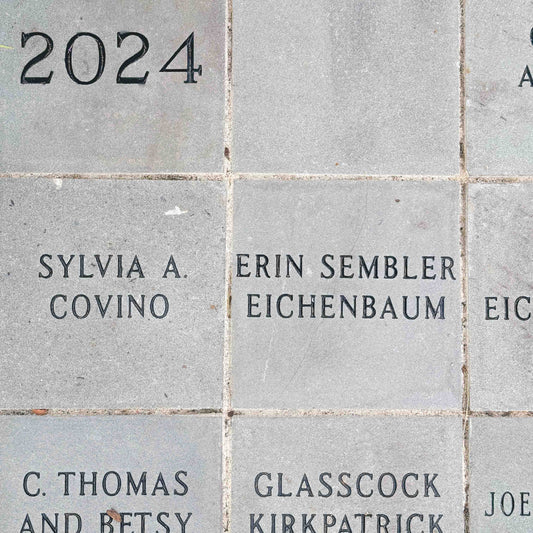 2024
SYLVIA A.
COVINO
ERIN SEMBLER
EICHENBAUM
C. THOMAS
AND BETSY
GLASSCOCK
KIRKPATRICK